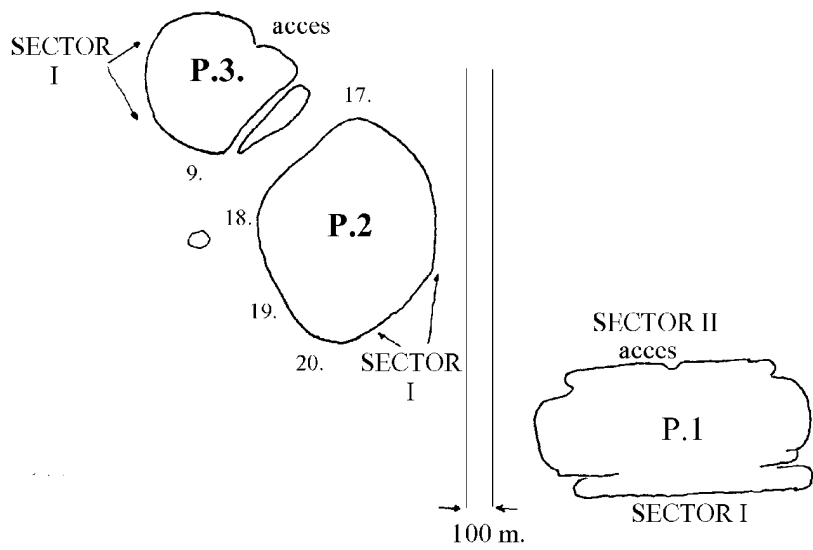 acces
SECTOR
I
P.3.
17.
9.
18.
P.2
19.
20.
SECTOR
I
SECTOR II
acces
P.1
SECTOR I
100 m.